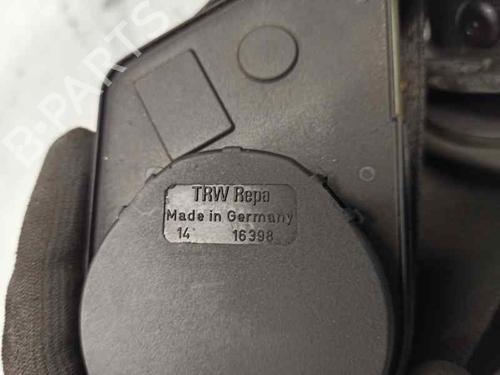 B-PARTS
TRW Repa
Made in Germany
14 16398